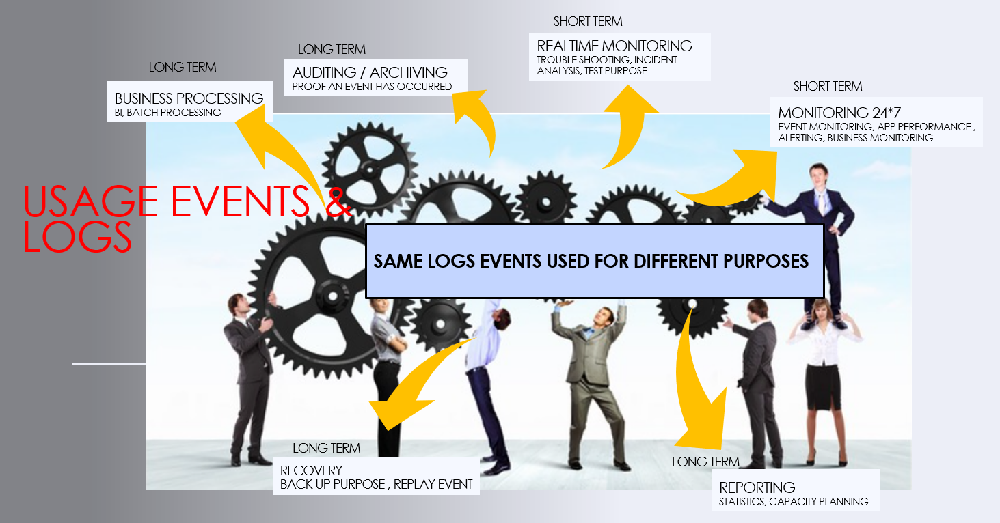 SHORT TERM
REALTIME MONITORING
TROUBLE SHOOTING, INCIDENT
ANALYSIS, TEST PURPOSE
LONG TERM
AUDITING / ARCHIVING
PROOF AN EVENT HAS OCCURRED
LONG TERM
BUSINESS PROCESSING
BI, BATCH PROCESSING
SHORT TERM
MONITORING 24*7
EVENT MONITORING, APP PERFORMANCE ,
ALERTING, BUSINESS MONITORING
USAGE EVENTS &
LOGS
SAME LOGS EVENTS USED FOR DIFFERENT PURPOSES
LONG TERM
RECOVERY
BACK UP PURPOSE , REPLAY EVENT
LONG TERM
REPORTING
STATISTICS, CAPACITY PLANNING